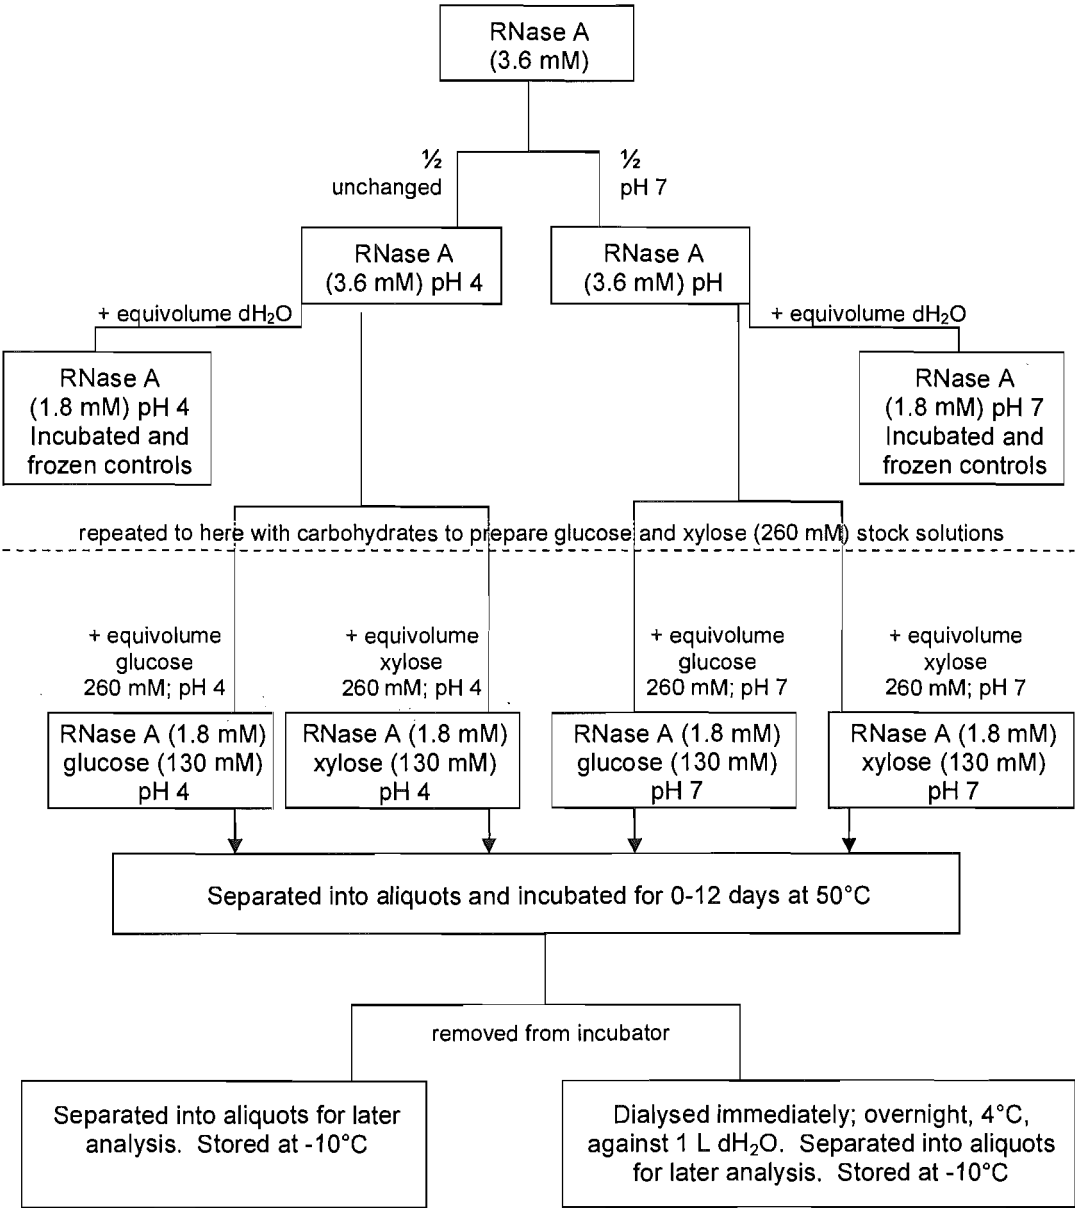 RNase A
(3.6 mM)
½
unchanged
½
pH 7
RNase A
(3.6 mM) pH 4
RNase A
(3.6 mM) pH
+ equivolume dH₂O
+ equivolume dH₂O
RNase A
(1.8 mM) pH 4
Incubated and
frozen controls
RNase A
(1.8 mM) pH 7
Incubated and
frozen controls
repeated to here with carbohydrates to prepare glucose and xylose (260 mM) stock solutions
+ equivolume
glucose
260 mM; pH 4
+ equivolume
xylose
260 mM; pH 4
+ equivolume
glucose
260 mM; pH 7
+ equivolume
xylose
260 mM; pH 7
RNase A (1.8 mM)
glucose (130 mM)
pH 4
RNase A (1.8 mM)
xylose (130 mM)
pH 4
RNase A (1.8 mM)
glucose (130 mM)
pH 7
RNase A (1.8 mM)
xylose (130 mM)
pH 7
Separated into aliquots and incubated for 0-12 days at 50°C
removed from incubator
Separated into aliquots for later
analysis. Stored at -10°C
Dialysed immediately; overnight, 4°C,
against 1 L dH₂O. Separated into aliquots
for later analysis. Stored at -10°C